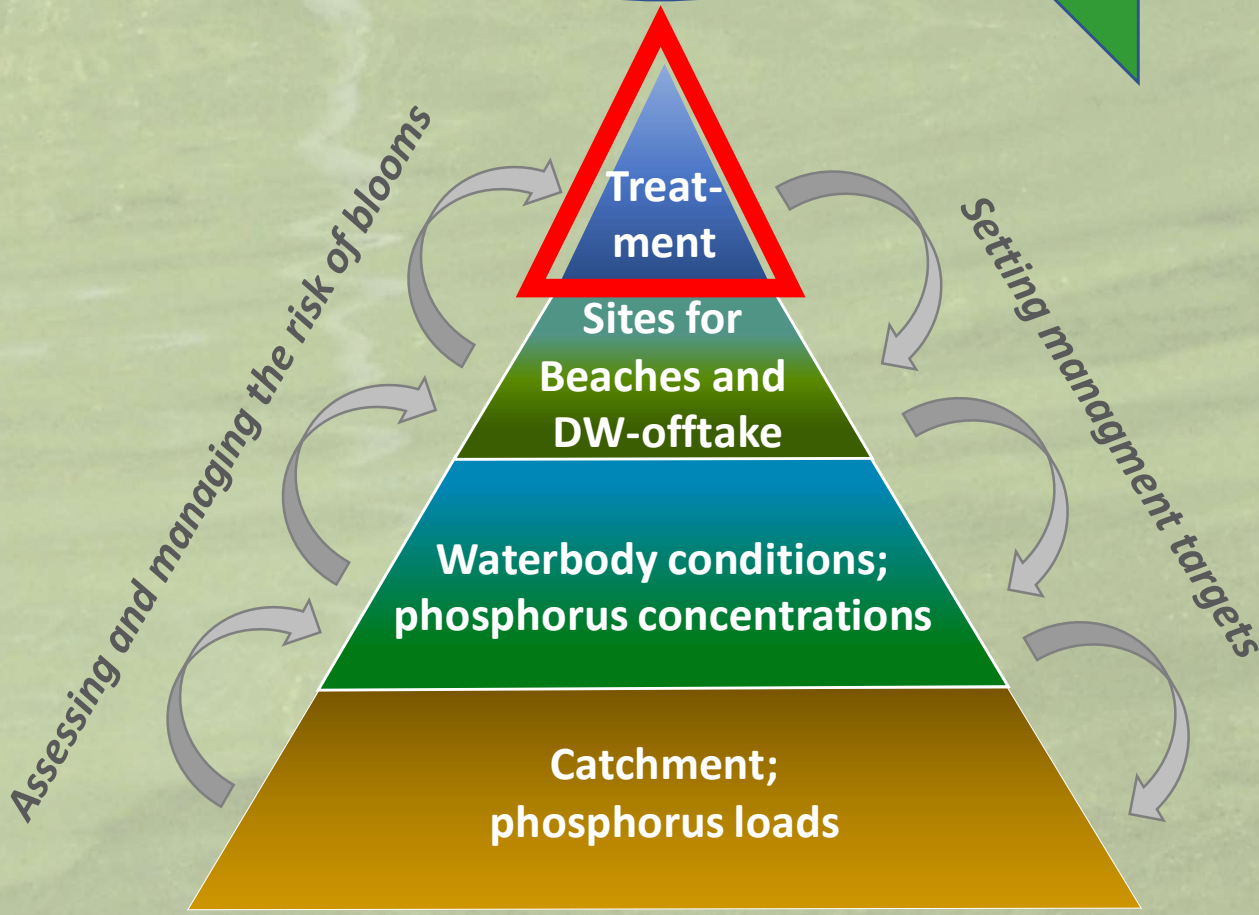 Assessing and managing the risk of blooms
Setting managment targets
Treat-
ment
Sites for
Beaches and
DW-offtake
Waterbody conditions;
phosphorus concentrations
Catchment;
phosphorus loads